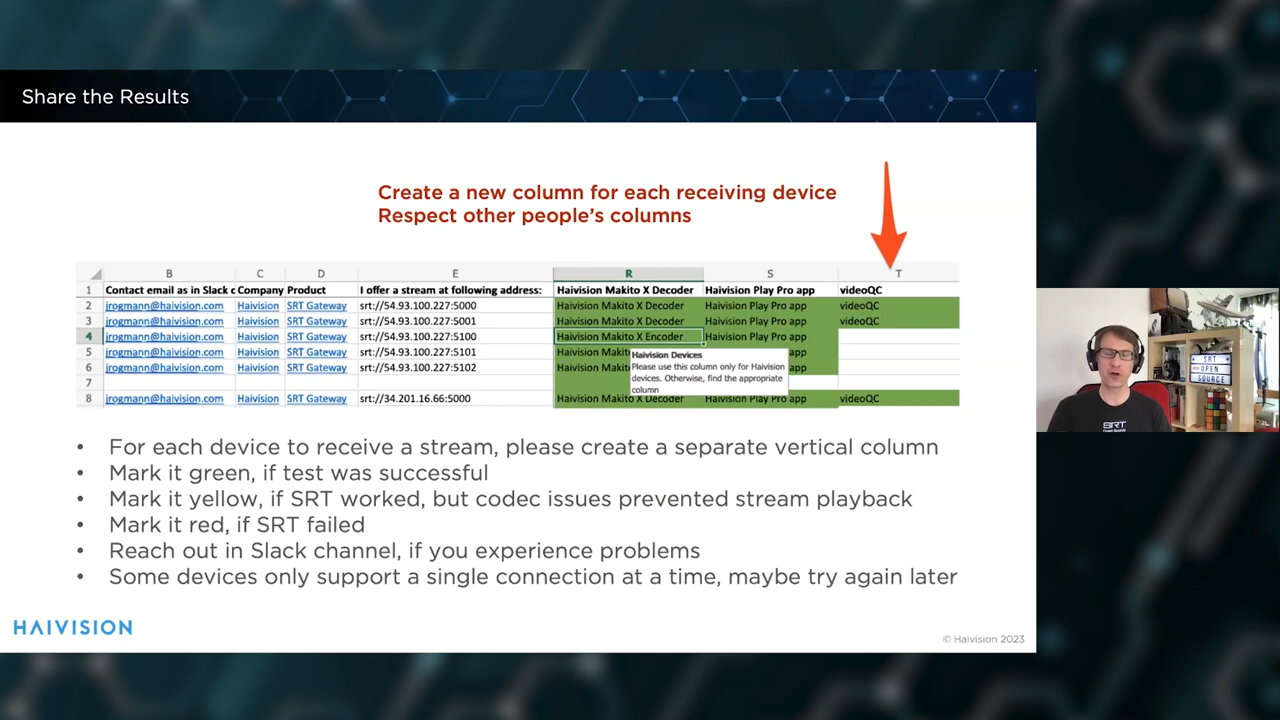 Share the Results
Create a new column for each receiving device
Respect other people's columns
B C D E R S T
1 Contact email as in Slack c Company Product I offer a stream at following address: Haivision Makito X Decoder Haivision Play Pro app videoQC
2 jrogmann@haivision.com Haivision SRT Gateway srt://54.93.100.227:5000 Haivision Makito X Decoder Haivision Play Pro app videoQC
3 jrogmann@haivision.com Haivision SRT Gateway srt://54.93.100.227:5001 Haivision Makito X Decoder Haivision Play Pro app videoQC
4 jrogmann@haivision.com Haivision SRT Gateway srt://54.93.100.227:5100 Haivision Makito X Encoder Haivision Play Pro app
5 jrogmann@haivision.com Haivision SRT Gateway srt://54.93.100.227:5101 Haivision Makito app
6 jrogmann@haivision.com Haivision SRT Gateway srt://54.93.100.227:5102 Haivision Makito app
7
8 jrogmann@haivision.com Haivision SRT Gateway srt://34.201.16.66:5000 Haivision Makito X Decoder Haivision Play Pro app videoQC
Haivision Devices
Please use this column only for Haivision
devices. Otherwise, find the appropriate
column
• For each device to receive a stream, please create a separate vertical column
• Mark it green, if test was successful
• Mark it yellow, if SRT worked, but codec issues prevented stream playback
• Mark it red, if SRT failed
• Reach out in Slack channel, if you experience problems
• Some devices only support a single connection at a time, maybe try again later
HAIVISION
© Haivision 2023
SRT
OPEN
SOURCE
SRT